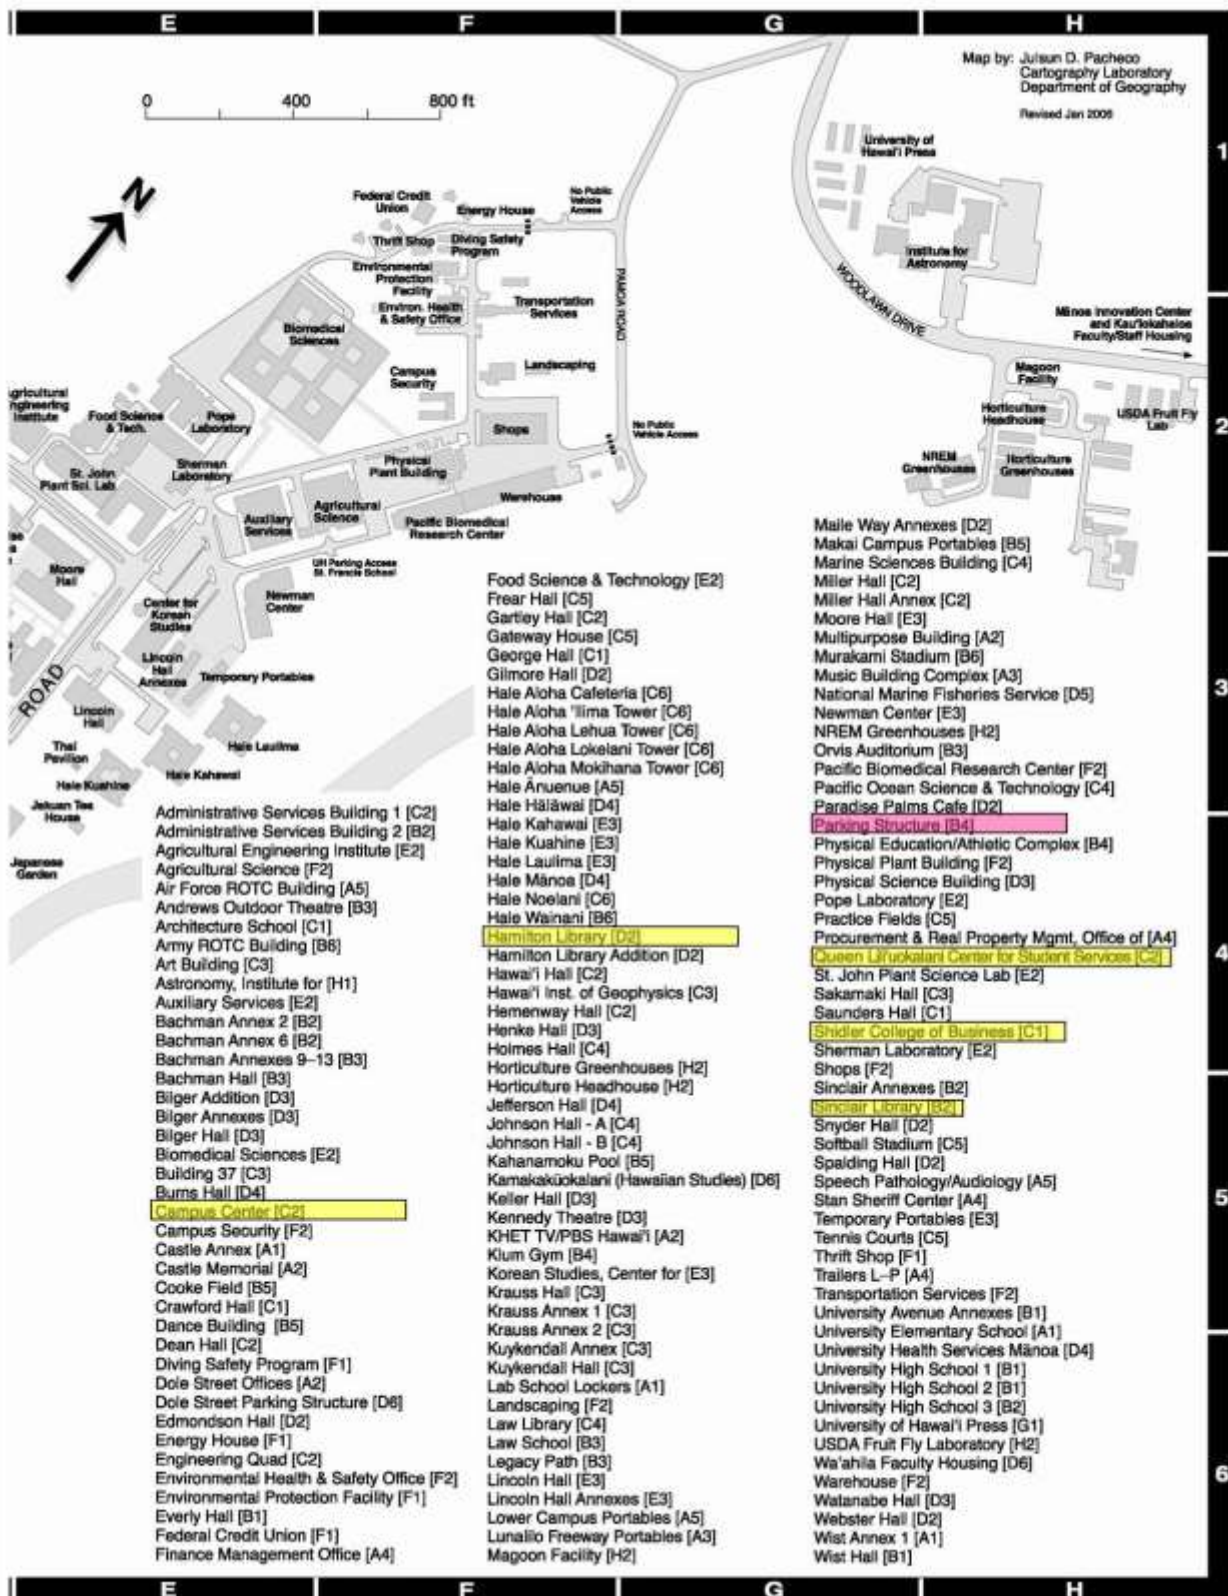 E F G H
Map by: Julsun D. Pacheco
Cartography Laboratory
Department of Geography
Revised Jan 2006
0 400 800 ft
N
1
University of
Hawai'i Press
Federal Credit
Union
Energy House
No Public
Vehicle
Access
Thrift Shop
Diving Safety
Program
Institute for
Astronomy
Environmental
Protection
Facility
Environ. Health
& Safety Office
Transportation
Services
PAMOA ROAD
WOODLAWN DRIVE
Mānoa Innovation Center
and Kau'iokahaloa
Faculty/Staff Housing
Biomedical
Sciences
Landscaping
Campus
Security
Magoon
Facility
Agricultural
Engineering
Institute
Food Science
& Tech.
Pope
Laboratory
Shops
No Public
Vehicle Access
Horticulture
Headhouse
USDA Fruit Fly
Lab
2
St. John
Plant Sci. Lab
Sherman
Laboratory
Physical
Plant Building
NREM
Greenhouses
Horticulture
Greenhouses
Auxiliary
Services
Agricultural
Science
Warehouse
Pacific Biomedical
Research Center
UH Parking Access
St. Francis School
Moore
Hall
Center for
Korean
Studies
Newman
Center
Lincoln
Hall
Annexes
Temporary Portables
ROAD
3
Lincoln
Hall
Thai
Pavilion
Hale Laulima
Hale Kuahine
Hale Kahawai
Jakuan Tea
House
Japanese
Garden
Administrative Services Building 1 [C2]
Administrative Services Building 2 [B2]
Agricultural Engineering Institute [E2]
Agricultural Science [F2]
Air Force ROTC Building [A5]
Andrews Outdoor Theatre [B3]
Architecture School [C1]
Army ROTC Building [B6]
Art Building [C3]
Astronomy, Institute for [H1]
Auxiliary Services [E2]
Bachman Annex 2 [B2]
Bachman Annex 6 [B2]
Bachman Annexes 9–13 [B3]
Bachman Hall [B3]
Bilger Addition [D3]
Bilger Annexes [D3]
Bilger Hall [D3]
Biomedical Sciences [E2]
Building 37 [C3]
Burns Hall [D4]
Campus Center [C2]
Campus Security [F2]
Castle Annex [A1]
Castle Memorial [A2]
Cooke Field [B5]
Crawford Hall [C1]
Dance Building [B5]
Dean Hall [C2]
Diving Safety Program [F1]
Dole Street Offices [A2]
Dole Street Parking Structure [D6]
Edmondson Hall [D2]
Energy House [F1]
Engineering Quad [C2]
Environmental Health & Safety Office [F2]
Environmental Protection Facility [F1]
Everly Hall [B1]
Federal Credit Union [F1]
Finance Management Office [A4]
Food Science & Technology [E2]
Frear Hall [C5]
Gartley Hall [C2]
Gateway House [C5]
George Hall [C1]
Gilmore Hall [D2]
Hale Aloha Cafeteria [C6]
Hale Aloha 'Ilima Tower [C6]
Hale Aloha Lehua Tower [C6]
Hale Aloha Lokelani Tower [C6]
Hale Aloha Mokihana Tower [C6]
Hale Ānuenue [A5]
Hale Hālāwai [D4]
Hale Kahawai [E3]
Hale Kuahine [E3]
Hale Laulima [E3]
Hale Mānoa [D4]
Hale Noelani [C6]
Hale Wainani [B6]
Hamilton Library [D2]
Hamilton Library Addition [D2]
Hawai'i Hall [C2]
Hawai'i Inst. of Geophysics [C3]
Hemenway Hall [C2]
Henke Hall [D3]
Holmes Hall [C4]
Horticulture Greenhouses [H2]
Horticulture Headhouse [H2]
Jefferson Hall [D4]
Johnson Hall - A [C4]
Johnson Hall - B [C4]
Kahanamoku Pool [B5]
Kamakakūokalani (Hawaiian Studies) [D6]
Keller Hall [D3]
Kennedy Theatre [D3]
KHET TV/PBS Hawai'i [A2]
Klum Gym [B4]
Korean Studies, Center for [E3]
Krauss Hall [C3]
Krauss Annex 1 [C3]
Krauss Annex 2 [C3]
Kuykendall Annex [C3]
Kuykendall Hall [C3]
Lab School Lockers [A1]
Landscaping [F2]
Law Library [C4]
Law School [B3]
Legacy Path [B3]
Lincoln Hall [E3]
Lincoln Hall Annexes [E3]
Lower Campus Portables [A5]
Lunalilo Freeway Portables [A3]
Magoon Facility [H2]
Maile Way Annexes [D2]
Makai Campus Portables [B5]
Marine Sciences Building [C4]
Miller Hall [C2]
Miller Hall Annex [C2]
Moore Hall [E3]
Multipurpose Building [A2]
Murakami Stadium [B6]
Music Building Complex [A3]
National Marine Fisheries Service [D5]
Newman Center [E3]
NREM Greenhouses [H2]
Orvis Auditorium [B3]
Pacific Biomedical Research Center [F2]
Pacific Ocean Science & Technology [C4]
Paradise Palms Cafe [D2]
Parking Structure [B4]
Physical Education/Athletic Complex [B4]
Physical Plant Building [F2]
Physical Science Building [D3]
Pope Laboratory [E2]
Practice Fields [C5]
Procurement & Real Property Mgmt, Office of [A4]
Queen Lili'uokalani Center for Student Services [C2]
St. John Plant Science Lab [E2]
Sakamaki Hall [C3]
Saunders Hall [C1]
Shidler College of Business [C1]
Sherman Laboratory [E2]
Shops [F2]
Sinclair Annexes [B2]
Sinclair Library [B2]
Snyder Hall [D2]
Softball Stadium [C5]
Spalding Hall [D2]
Speech Pathology/Audiology [A5]
Stan Sheriff Center [A4]
Temporary Portables [E3]
Tennis Courts [C5]
Thrift Shop [F1]
Trailers L–P [A4]
Transportation Services [F2]
University Avenue Annexes [B1]
University Elementary School [A1]
University Health Services Mānoa [D4]
University High School 1 [B1]
University High School 2 [B1]
University High School 3 [B2]
University of Hawai'i Press [G1]
USDA Fruit Fly Laboratory [H2]
Wa'ahila Faculty Housing [D6]
Warehouse [F2]
Watanabe Hall [D3]
Webster Hall [D2]
Wist Annex 1 [A1]
Wist Hall [B1]
4
5
6
E F G H